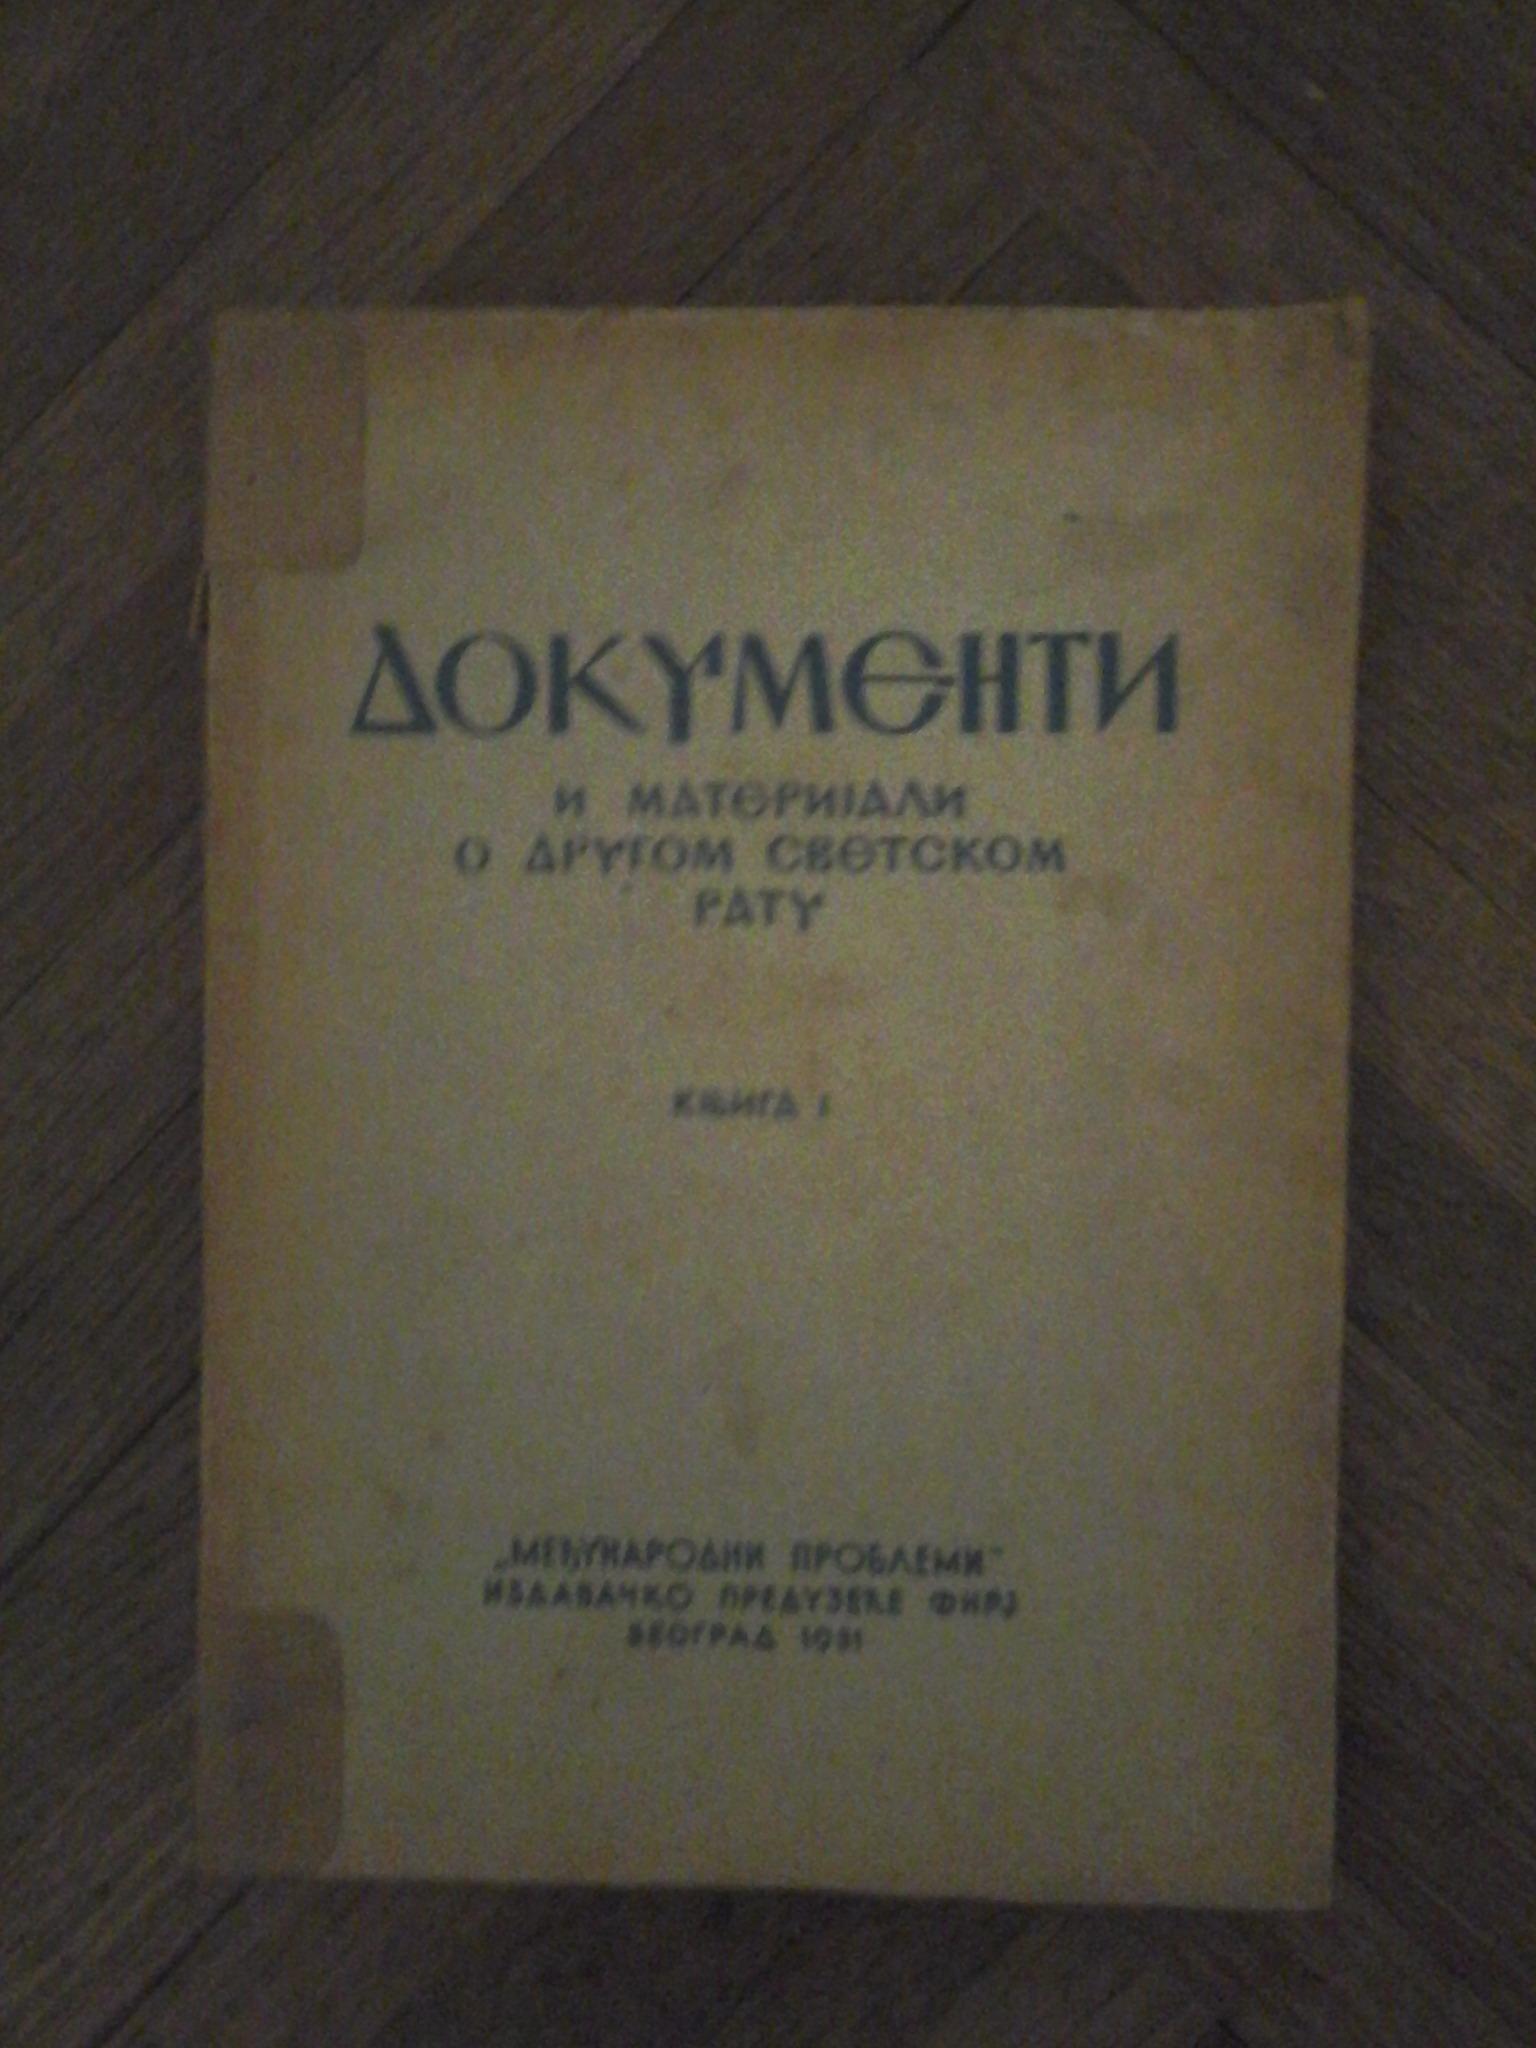 ДОКУМЕНТИ
И МАТЕРИЈАЛИ
О ДРУГОМ СВЕТСКОМ
РАТУ
КЊИГА I
„МЕЂУНАРОДНИ ПРОБЛЕМИ“
ИЗДАВАЧКО ПРЕДУЗЕЋЕ ФНРЈ
БЕОГРАД 1951